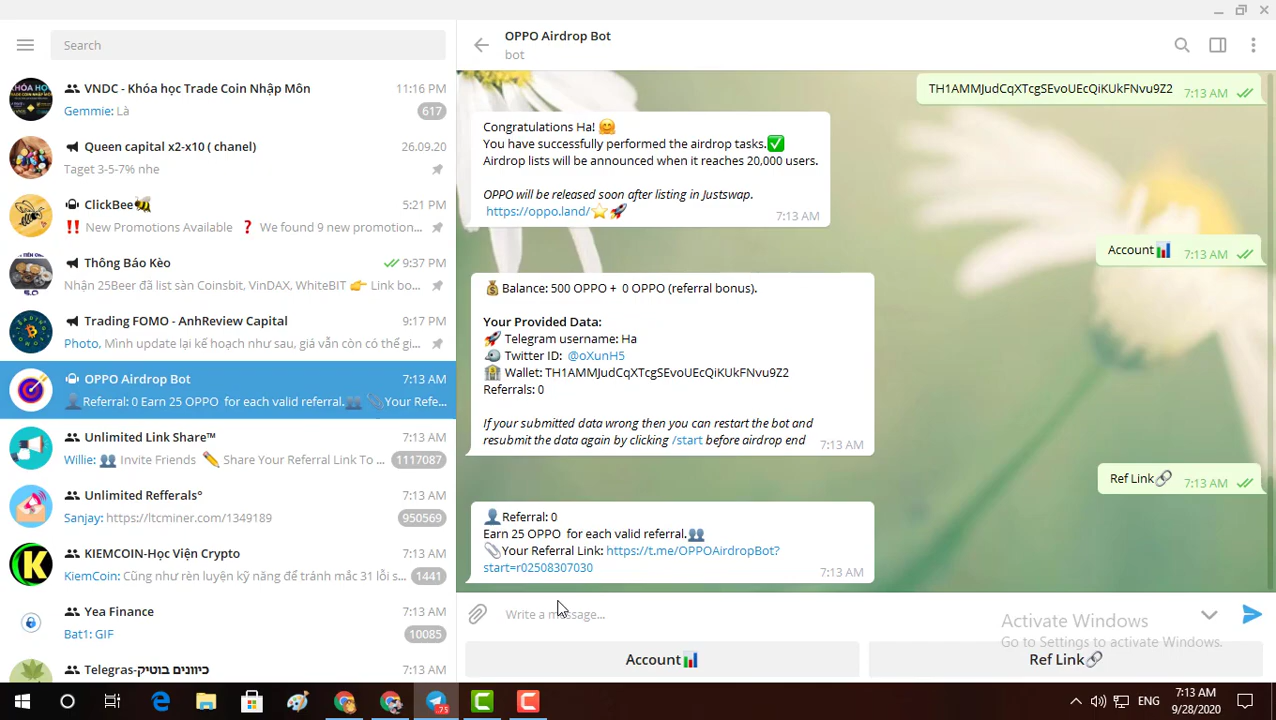 Search
VNDC - Khóa học Trade Coin Nhập Môn 11:16 PM
Gemmie: Là 617
Queen capital x2-x10 ( chanel) 26.09.20
Taget 3-5-7% nhe
ClickBee🐝 5:21 PM
‼️ New Promotions Available ❓ We found 9 new promotion...
Thông Báo Kèo 9:37 PM
Nhận 25Beer đã list sàn Coinsbit, VinDAX, WhiteBIT 👉 Link bo...
Trading FOMO - AnhReview Capital 9:17 PM
Photo, Mình update lại kế hoạch như sau, giá vẫn còn có thể gi...
OPPO Airdrop Bot 7:13 AM
👤Referral: 0 Earn 25 OPPO for each valid referral.👥 📎Your Refe...
Unlimited Link Share™ 7:13 AM
Willie: 👥 Invite Friends ✏️ Share Your Referral Link To ... 1117087
Unlimited Refferals° 7:13 AM
Sanjay: https://ltcminer.com/1349189 950569
KIEMCOIN-Học Viện Crypto 7:13 AM
KiemCoin: Cũng như rèn luyện kỹ năng để tránh mắc 31 lỗi s... 1441
Yea Finance 7:13 AM
Bat1: GIF 10085
Telegras-כיוונים בוטיק 7:13 AM
OPPO Airdrop Bot
bot
TH1AMMJudCqXTcgSEvoUEcQiKUkFNvu9Z2 7:13 AM
Congratulations Ha! 🤗
You have successfully performed the airdrop tasks.✅
Airdrop lists will be announced when it reaches 20,000 users.
OPPO will be released soon after listing in Justswap.
https://oppo.land/⭐🚀 7:13 AM
Account📊 7:13 AM
💰 Balance: 500 OPPO + 0 OPPO (referral bonus).
Your Provided Data:
🚀 Telegram username: Ha
🐦 Twitter ID: @oXunH5
🏦 Wallet: TH1AMMJudCqXTcgSEvoUEcQiKUkFNvu9Z2
Referrals: 0
If your submitted data wrong then you can restart the bot and
resubmit the data again by clicking /start before airdrop end 7:13 AM
Ref Link🔗 7:13 AM
👤Referral: 0
Earn 25 OPPO for each valid referral.👥
📎Your Referral Link: https://t.me/OPPOAirdropBot?
start=r02508307030 7:13 AM
Write a message...
Activate Windows
Go to Settings to activate Windows.
Account📊 Ref Link🔗
75
ENG
7:13 AM
9/28/2020